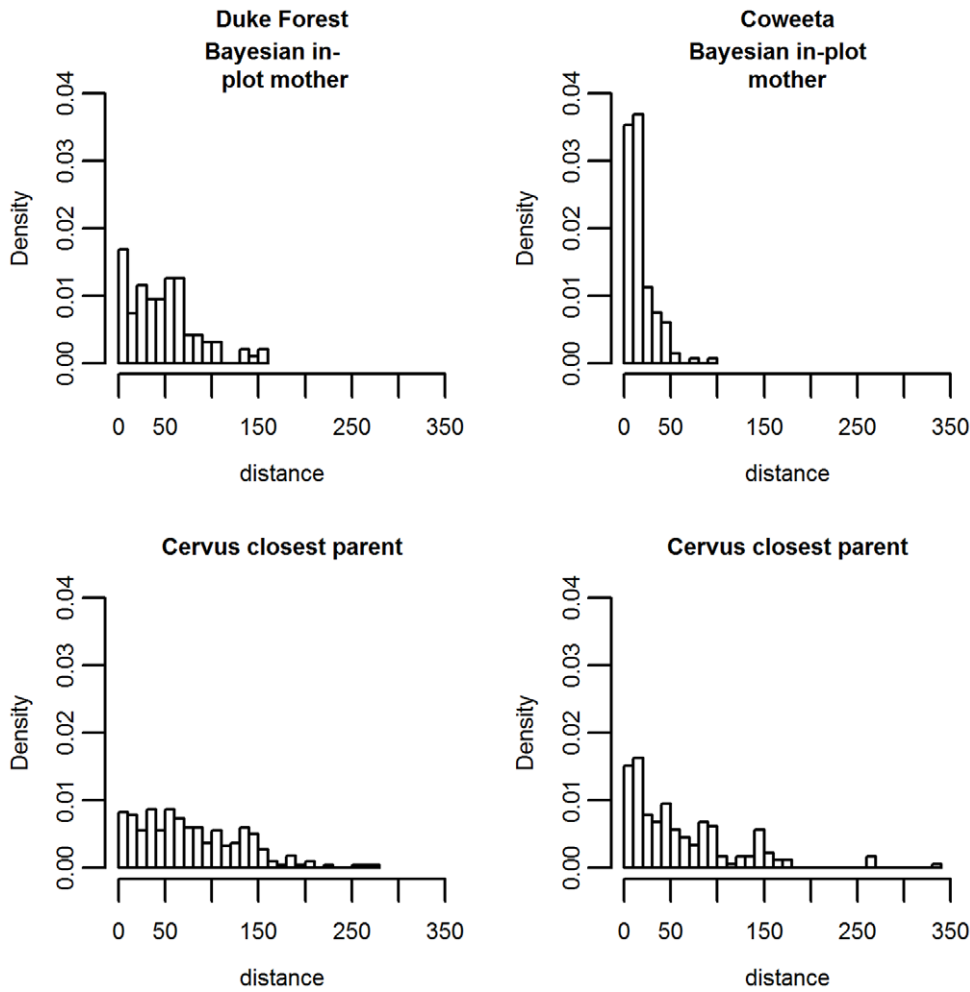 Duke Forest
Bayesian in-
plot mother
0.04
0.03
0.02
0.01
0.00
Density
0 50 150 250 350
distance
Coweeta
Bayesian in-plot
mother
0.04
0.03
0.02
0.01
0.00
Density
0 50 150 250 350
distance
Cervus closest parent
0.04
0.03
0.02
0.01
0.00
Density
0 50 150 250 350
distance
Cervus closest parent
0.04
0.03
0.02
0.01
0.00
Density
0 50 150 250 350
distance